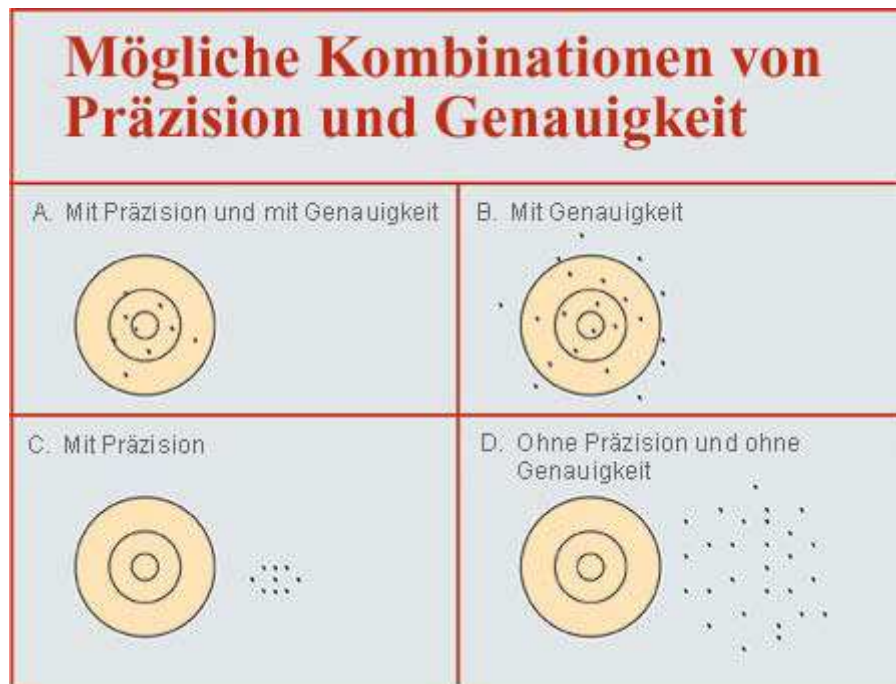 Mögliche Kombinationen von
Präzision und Genauigkeit
A. Mit Präzision und mit Genauigkeit
B. Mit Genauigkeit
C. Mit Präzision
D. Ohne Präzision und ohne
Genauigkeit